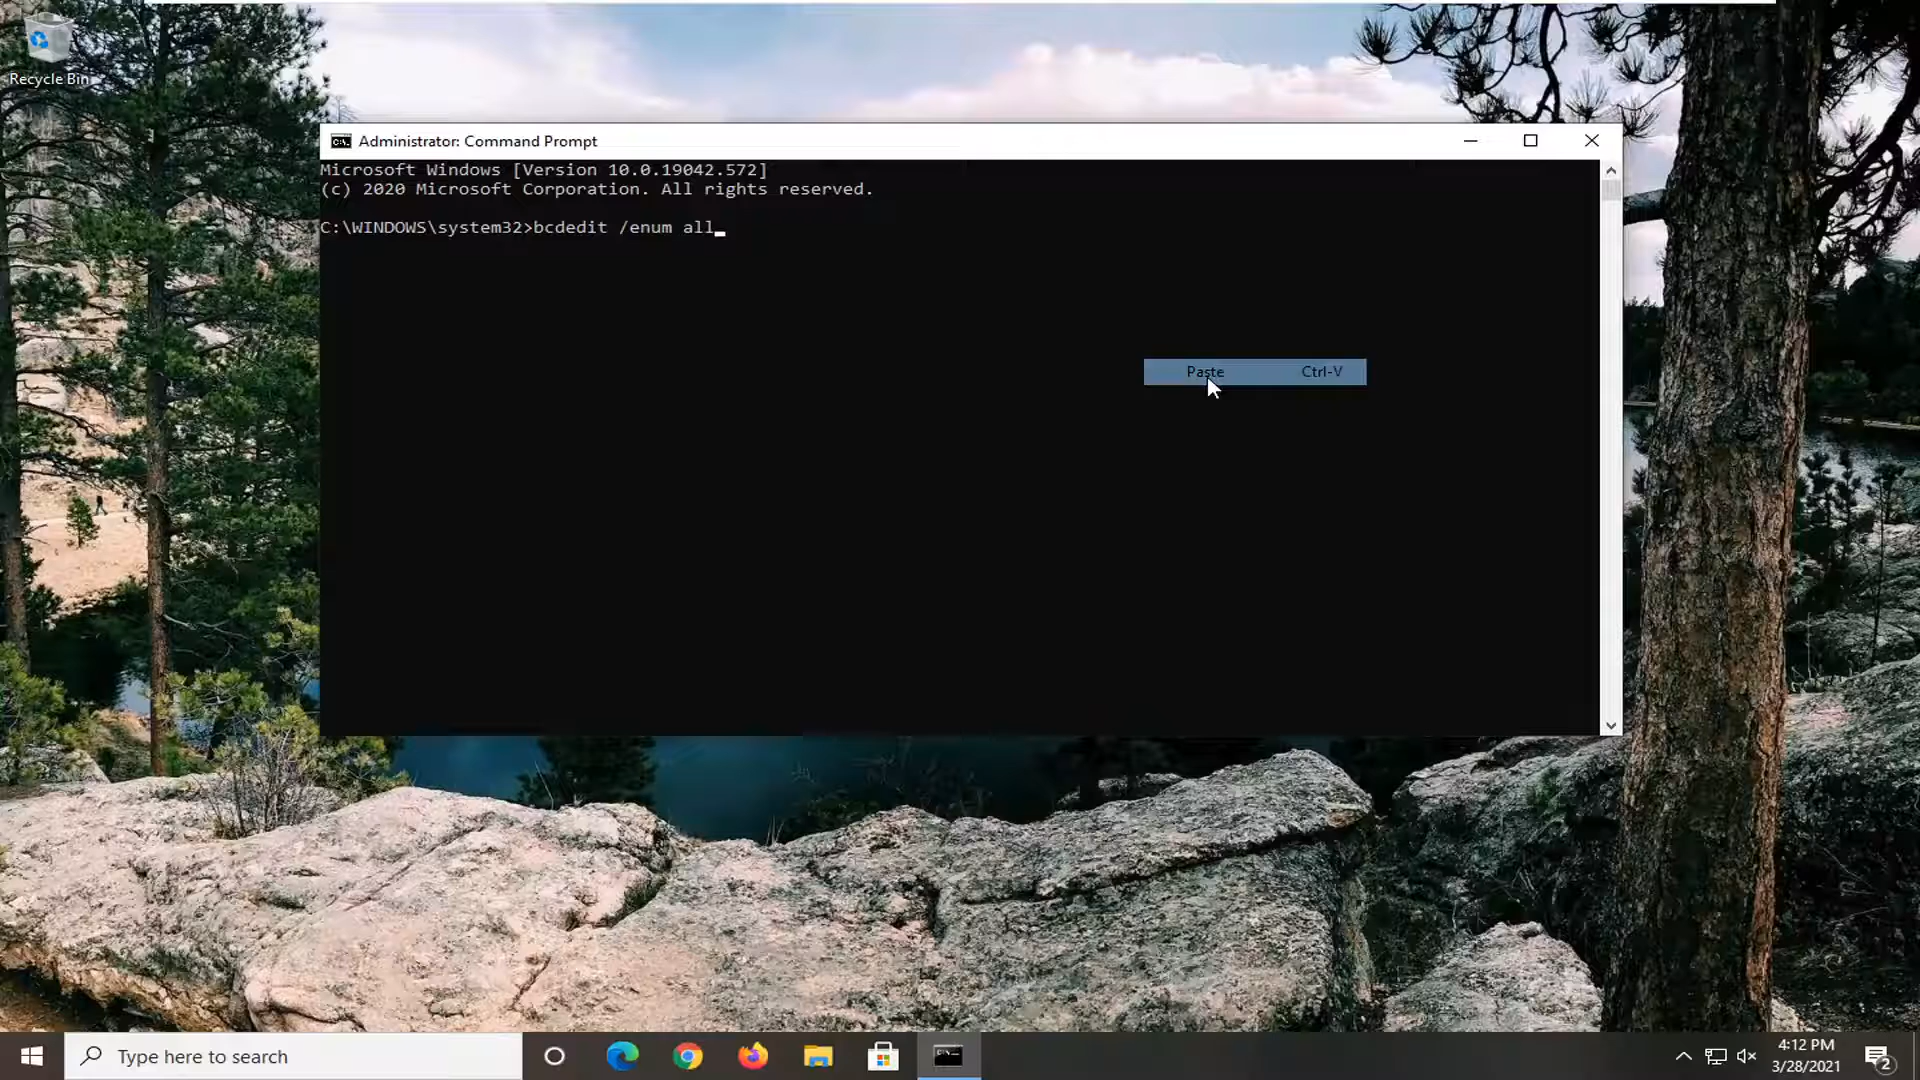 Recycle Bin
Administrator: Command Prompt
Microsoft Windows [Version 10.0.19042.572]
(c) 2020 Microsoft Corporation. All rights reserved.
C:\WINDOWS\system32>bcdedit /enum all
Paste Ctrl-V
Type here to search
4:12 PM
3/28/2021
2